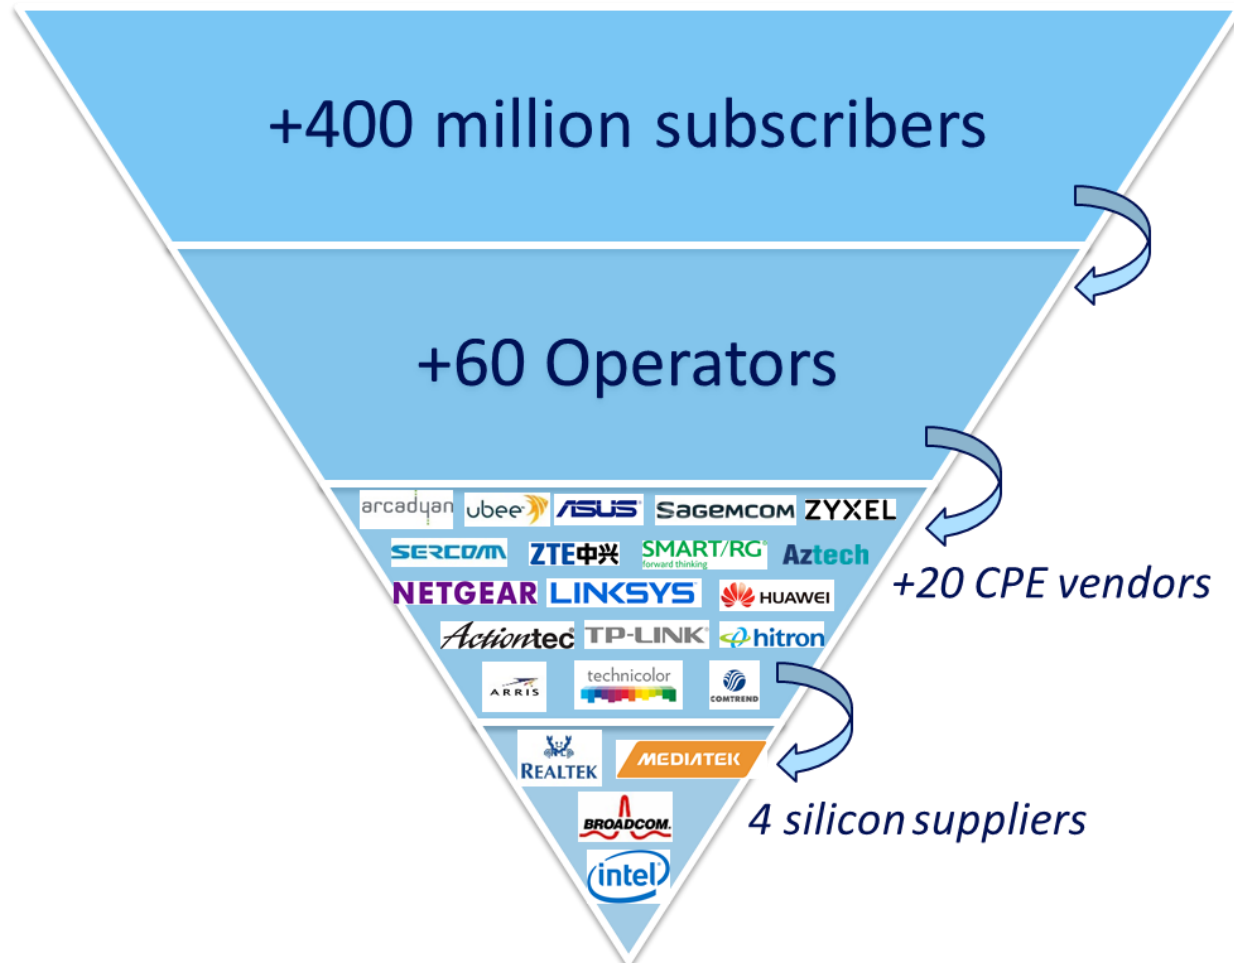 +400 million subscribers
+60 Operators
arcadyan ubee ASUS SAGEMCOM ZYXEL
SERCOMM ZTE中兴 SMART/RG® Aztech
forward thinking
+20 CPE vendors
NETGEAR® LINKSYS® HUAWEI
Actiontec TP-LINK® hitron
ARRIS technicolor COMTREND
REALTEK MEDIATEK
4 silicon suppliers
BROADCOM.
intel